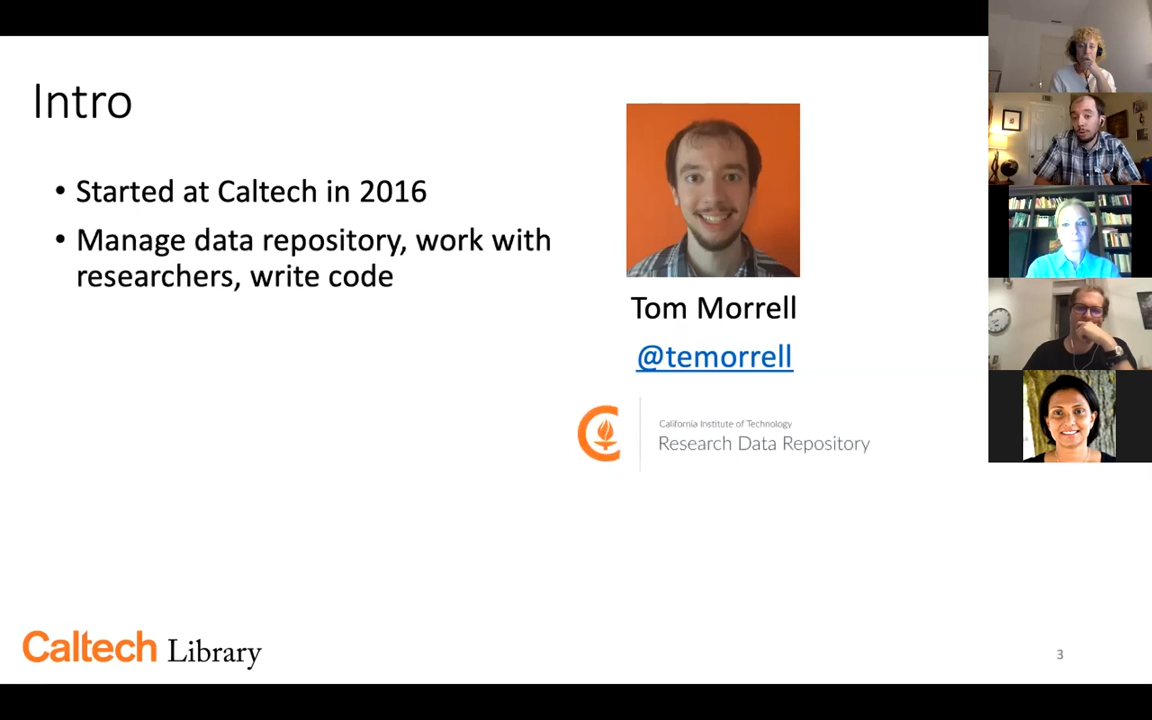 Intro
• Started at Caltech in 2016
• Manage data repository, work with
researchers, write code
Tom Morrell
@temorrell
California Institute of Technology
Research Data Repository
Caltech Library
3